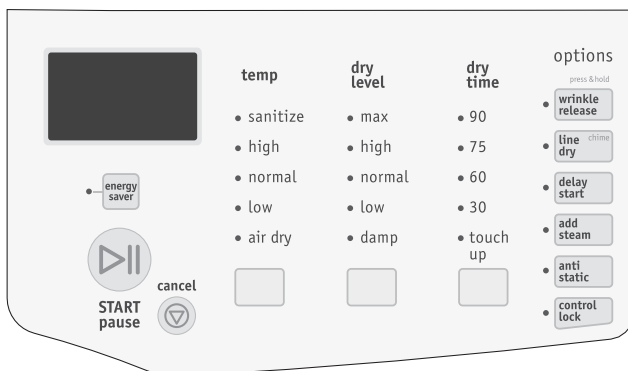 energy
saver
START
pause
cancel
temp
sanitize
high
normal
low
air dry
dry
level
max
high
normal
low
damp
dry
time
90
75
60
30
touch
up
options
press &hold
wrinkle
release
line chime
dry
delay
start
add
steam
anti
static
control
lock